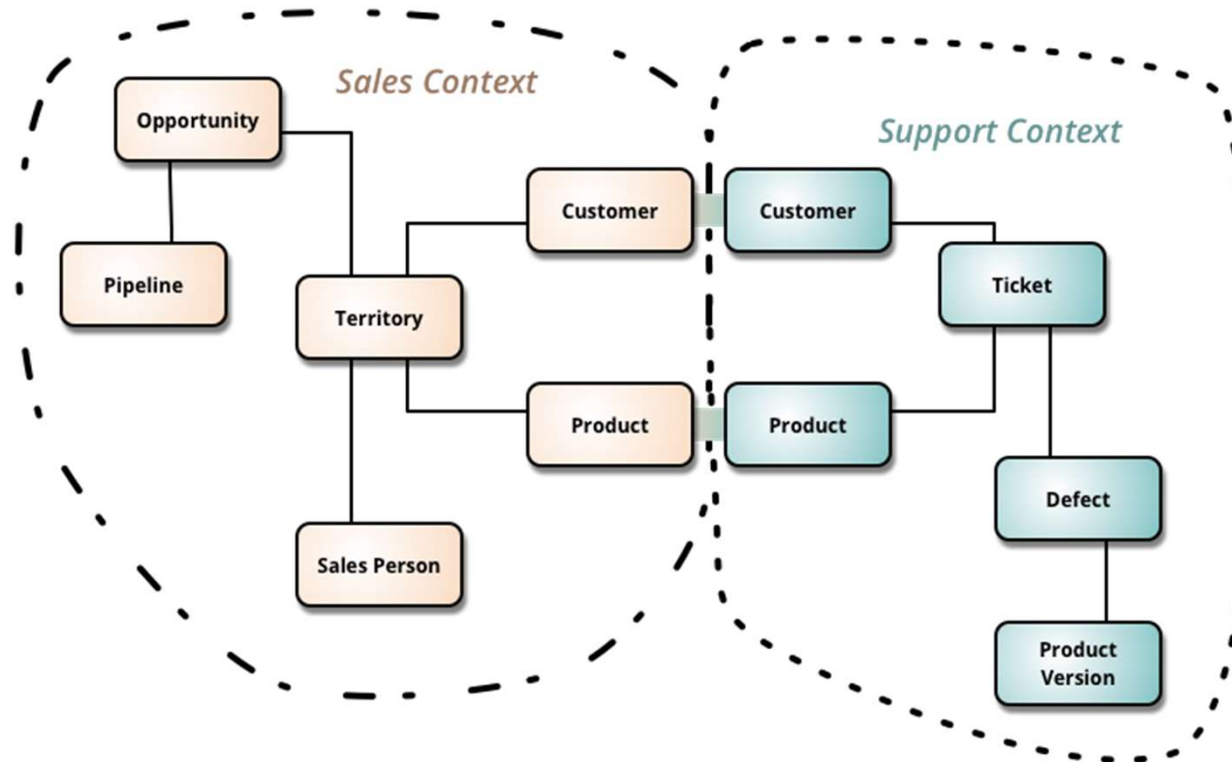 Sales Context
Opportunity
Support Context
Customer
Customer
Pipeline
Ticket
Territory
Product
Product
Defect
Sales Person
Product
Version